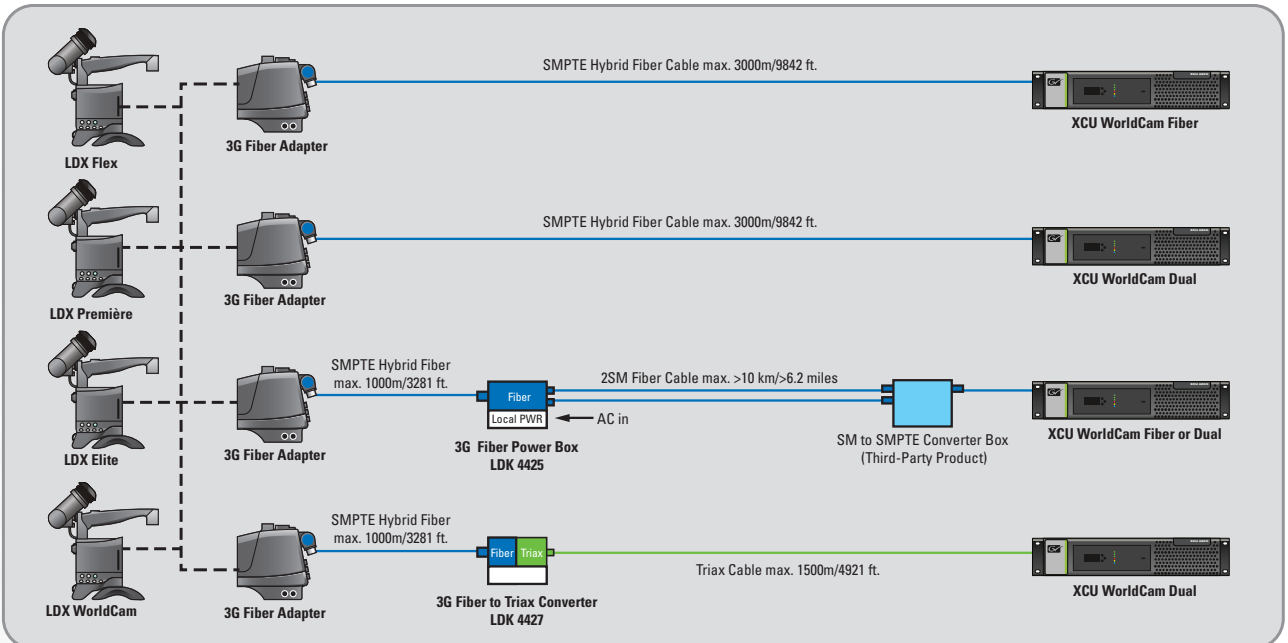 SMPTE Hybrid Fiber Cable max. 3000m/9842 ft.
LDX Flex
3G Fiber Adapter
XCU WorldCam Fiber
SMPTE Hybrid Fiber Cable max. 3000m/9842 ft.
LDX Première
3G Fiber Adapter
XCU WorldCam Dual
SMPTE Hybrid Fiber
max. 1000m/3281 ft.
2SM Fiber Cable max. >10 km/>6.2 miles
Fiber
Local PWR
AC in
LDX Elite
3G Fiber Adapter
3G Fiber Power Box
LDK 4425
SM to SMPTE Converter Box
(Third-Party Product)
XCU WorldCam Fiber or Dual
SMPTE Hybrid Fiber
max. 1000m/3281 ft.
Fiber
Triax
Triax Cable max. 1500m/4921 ft.
LDX WorldCam
3G Fiber Adapter
3G Fiber to Triax Converter
LDK 4427
XCU WorldCam Dual